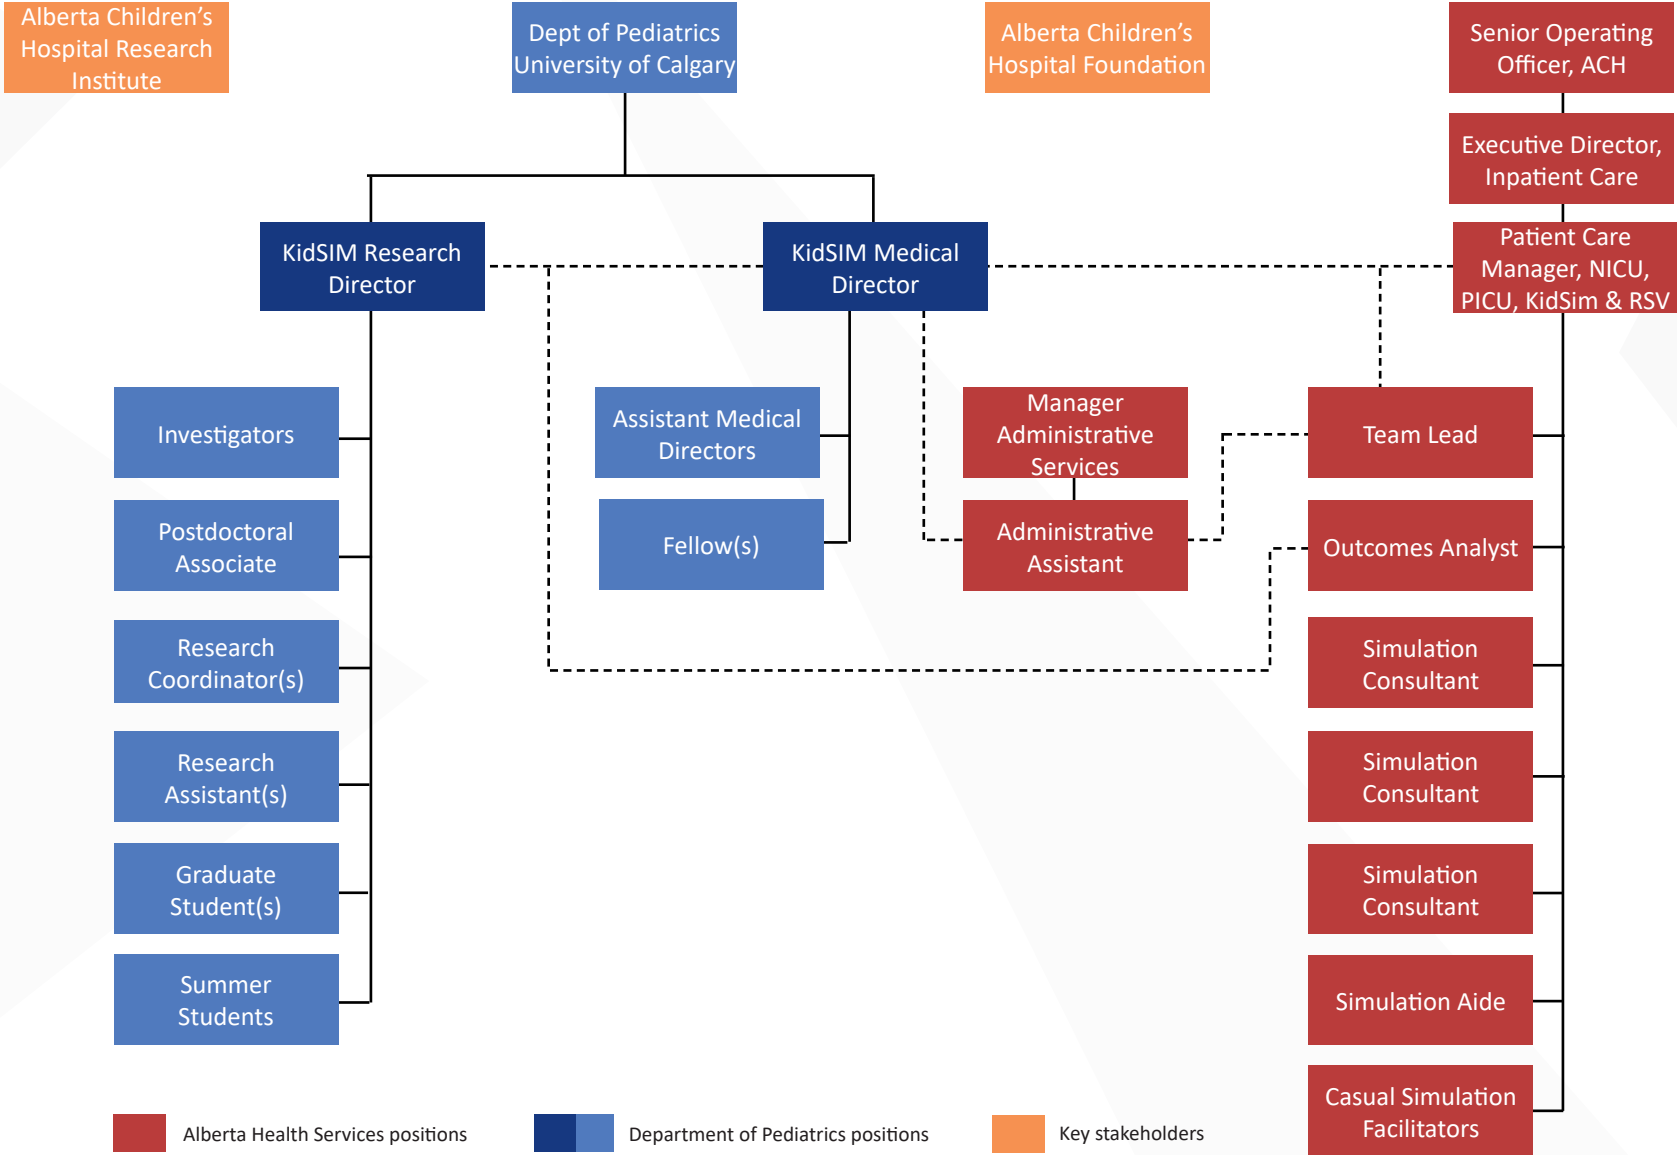 Alberta Children's
Hospital Research
Institute
Dept of Pediatrics
University of Calgary
Alberta Children's
Hospital Foundation
Senior Operating
Officer, ACH
Executive Director,
Inpatient Care
KidSIM Research
Director
KidSIM Medical
Director
Patient Care
Manager, NICU,
PICU, KidSim & RSV
Investigators
Assistant Medical
Directors
Manager
Administrative
Services
Team Lead
Postdoctoral
Associate
Fellow(s)
Administrative
Assistant
Outcomes Analyst
Research
Coordinator(s)
Simulation
Consultant
Research
Assistant(s)
Simulation
Consultant
Graduate
Student(s)
Simulation
Consultant
Summer
Students
Simulation Aide
Casual Simulation
Facilitators
Alberta Health Services positions
Department of Pediatrics positions
Key stakeholders